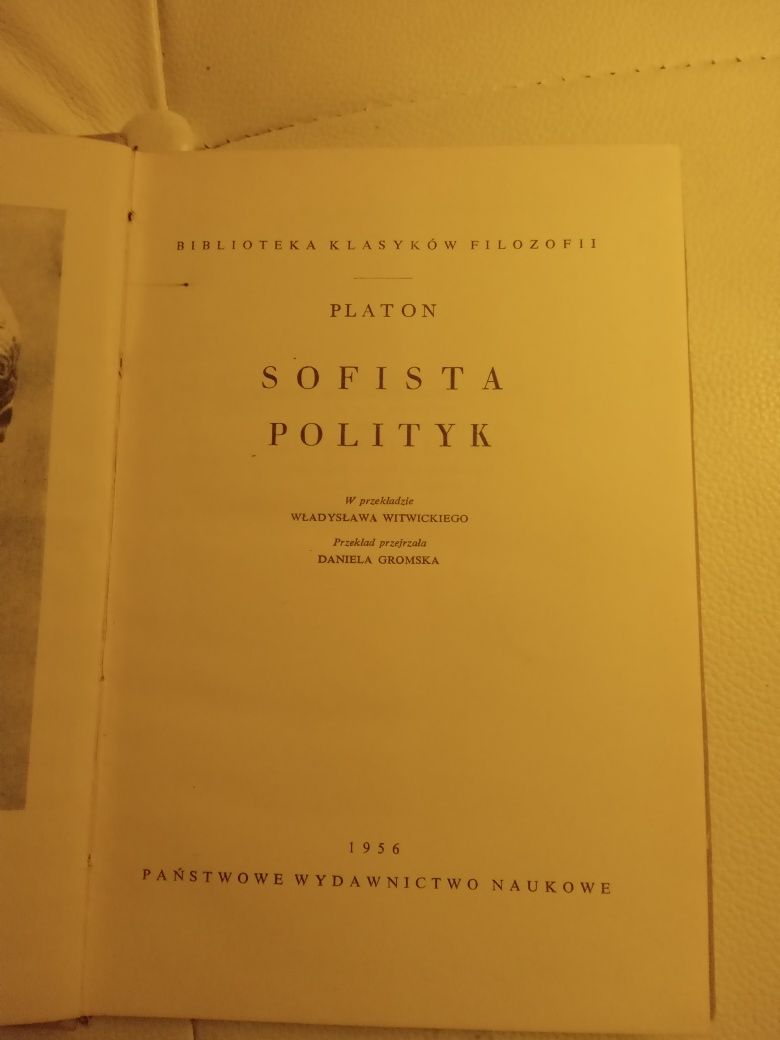 BIBLIOTEKA KLASYKÓW FILOZOFII
PLATON
SOFISTA
POLITYK
W przekładzie
WŁADYSŁAWA WITWICKIEGO
Przekład przejrzała
DANIELA GROMSKA
1956
PAŃSTWOWE WYDAWNICTWO NAUKOWE